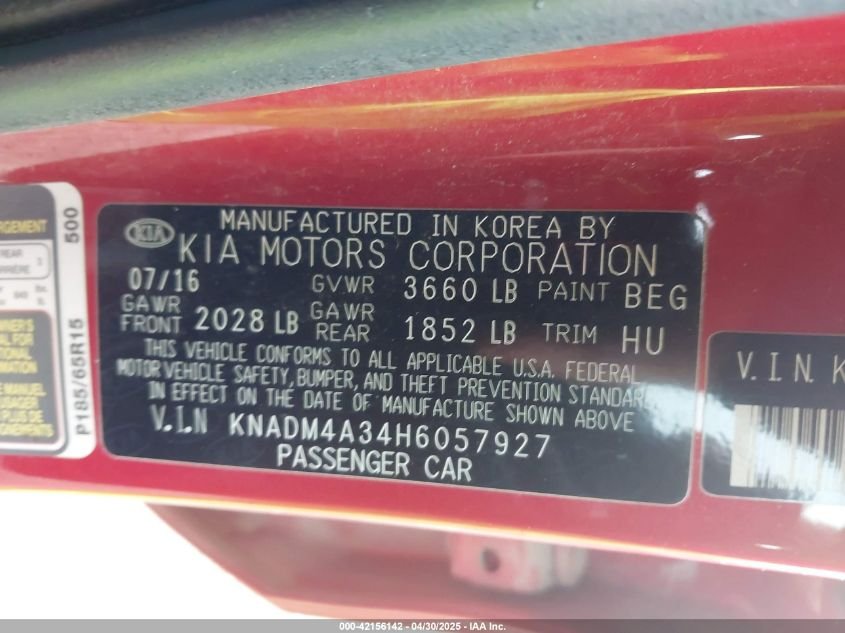 MANUFACTURED IN KOREA BY
KIA KIA MOTORS CORPORATION
07/16 GVWR 3660 LB PAINT BEG
GAWR FRONT 2028 LB GAWR REAR 1852 LB TRIM HU
THIS VEHICLE CONFORMS TO ALL APPLICABLE U.S.A. FEDERAL
MOTOR VEHICLE SAFETY, BUMPER, AND THEFT PREVENTION STANDAR
IN EFFECT ON THE DATE OF MANUFACTURE SHOWN ABOVE
V.I.N KNADM4A34H6057927
PASSENGER CAR
V.I.N. K
500
P185/65R15
REAR
000-42156142 - 04/30/2025 - IAA Inc.